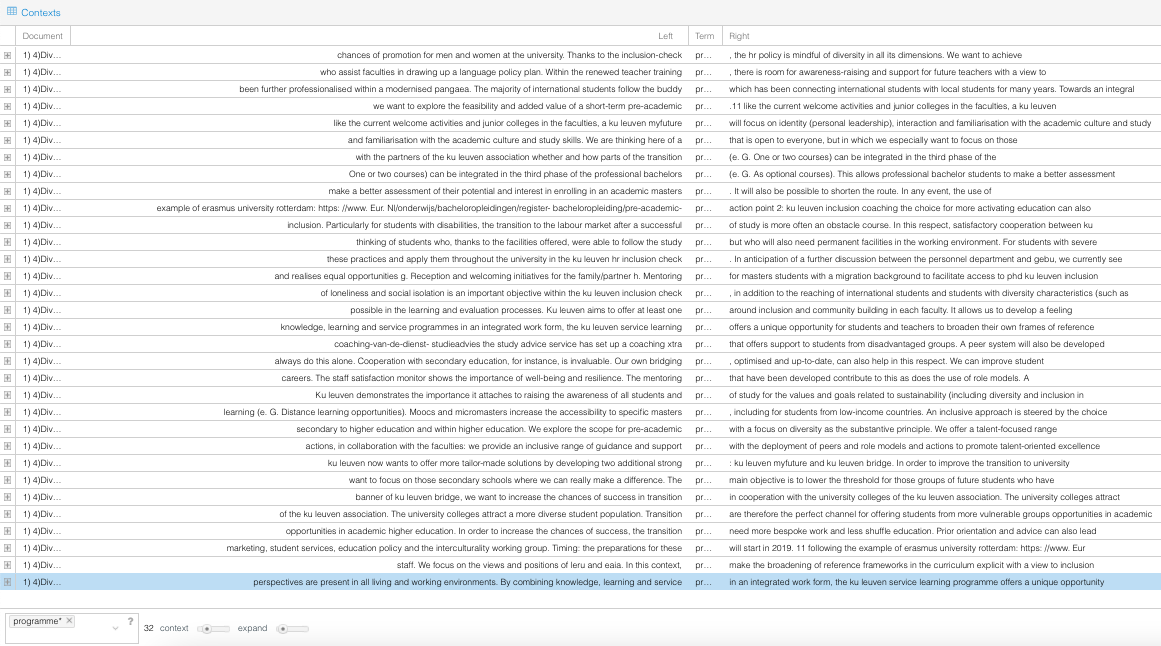 Contexts
Document Left Term Right
1) 4)Div… chances of promotion for men and women at the university. Thanks to the inclusion-check pr… , the hr policy is mindful of diversity in all its dimensions. We want to achieve
1) 4)Div… who assist faculties in drawing up a language policy plan. Within the renewed teacher training pr… , there is room for awareness-raising and support for future teachers with a view to
1) 4)Div… been further professionalised within a modernised pangaea. The majority of international students follow the buddy pr… which has been connecting international students with local students for many years. Towards an integral
1) 4)Div… we want to explore the feasibility and added value of a short-term pre-academic pr… .11 like the current welcome activities and junior colleges in the faculties, a ku leuven
1) 4)Div… like the current welcome activities and junior colleges in the faculties, a ku leuven myfuture pr… will focus on identity (personal leadership), interaction and familiarisation with the academic culture and study
1) 4)Div… and familiarisation with the academic culture and study skills. We are thinking here of a pr… that is open to everyone, but in which we especially want to focus on those
1) 4)Div… with the partners of the ku leuven association whether and how parts of the transition pr… (e. G. One or two courses) can be integrated in the third phase of the
1) 4)Div… One or two courses) can be integrated in the third phase of the professional bachelors pr… (e. G. As optional courses). This allows professional bachelor students to make a better assessment
1) 4)Div… make a better assessment of their potential and interest in enrolling in an academic masters pr… . It will also be possible to shorten the route. In any event, the use of
1) 4)Div… example of erasmus university rotterdam: https: //www. Eur. Nl/onderwijs/bacheloropleidingen/register- bacheloropleiding/pre-academic- pr… action point 2: ku leuven inclusion coaching the choice for more activating education can also
1) 4)Div… inclusion. Particularly for students with disabilities, the transition to the labour market after a successful pr… of study is more often an obstacle course. In this respect, satisfactory cooperation between ku
1) 4)Div… thinking of students who, thanks to the facilities offered, were able to follow the study pr… but who will also need permanent facilities in the working environment. For students with severe
1) 4)Div… these practices and apply them throughout the university in the ku leuven hr inclusion check pr… . In anticipation of a further discussion between the personnel department and gebu, we currently see
1) 4)Div… and realises equal opportunities g. Reception and welcoming initiatives for the family/partner h. Mentoring pr… for masters students with a migration background to facilitate access to phd ku leuven inclusion
1) 4)Div… of loneliness and social isolation is an important objective within the ku leuven inclusion check pr… , in addition to the reaching of international students and students with diversity characteristics (such as
1) 4)Div… possible in the learning and evaluation processes. Ku leuven aims to offer at least one pr… around inclusion and community building in each faculty. It allows us to develop a feeling
1) 4)Div… knowledge, learning and service programmes in an integrated work form, the ku leuven service learning pr… offers a unique opportunity for students and teachers to broaden their own frames of reference
1) 4)Div… coaching-van-de-dienst- studieadvies the study advice service has set up a coaching xtra pr… that offers support to students from disadvantaged groups. A peer system will also be developed
1) 4)Div… always do this alone. Cooperation with secondary education, for instance, is invaluable. Our own bridging pr… , optimised and up-to-date, can also help in this respect. We can improve student
1) 4)Div… careers. The staff satisfaction monitor shows the importance of well-being and resilience. The mentoring pr… that have been developed contribute to this as does the use of role models. A
1) 4)Div… Ku leuven demonstrates the importance it attaches to raising the awareness of all students and pr… of study for the values and goals related to sustainability (including diversity and inclusion in
1) 4)Div… learning (e. G. Distance learning opportunities). Moocs and micromasters increase the accessibility to specific masters pr… , including for students from low-income countries. An inclusive approach is steered by the choice
1) 4)Div… secondary to higher education and within higher education. We explore the scope for pre-academic pr… with a focus on diversity as the substantive principle. We offer a talent-focused range
1) 4)Div… actions, in collaboration with the faculties: we provide an inclusive range of guidance and support pr… with the deployment of peers and role models and actions to promote talent-oriented excellence
1) 4)Div… ku leuven now wants to offer more tailor-made solutions by developing two additional strong pr… : ku leuven myfuture and ku leuven bridge. In order to improve the transition to university
1) 4)Div… want to focus on those secondary schools where we can really make a difference. The pr… main objective is to lower the threshold for those groups of future students who have
1) 4)Div… banner of ku leuven bridge, we want to increase the chances of success in transition pr… in cooperation with the university colleges of the ku leuven association. The university colleges attract
1) 4)Div… of the ku leuven association. The university colleges attract a more diverse student population. Transition pr… are therefore the perfect channel for offering students from more vulnerable groups opportunities in academic
1) 4)Div… opportunities in academic higher education. In order to increase the chances of success, the transition pr… need more bespoke work and less shuffle education. Prior orientation and advice can also lead
1) 4)Div… marketing, student services, education policy and the interculturality working group. Timing: the preparations for these pr… will start in 2019. 11 following the example of erasmus university rotterdam: https: //www. Eur
1) 4)Div… staff. We focus on the views and positions of leru and eaia. In this context, pr… make the broadening of reference frameworks in the curriculum explicit with a view to inclusion
1) 4)Div… perspectives are present in all living and working environments. By combining knowledge, learning and service pr… in an integrated work form, the ku leuven service learning programme offers a unique opportunity
programme* × ? 32 context expand